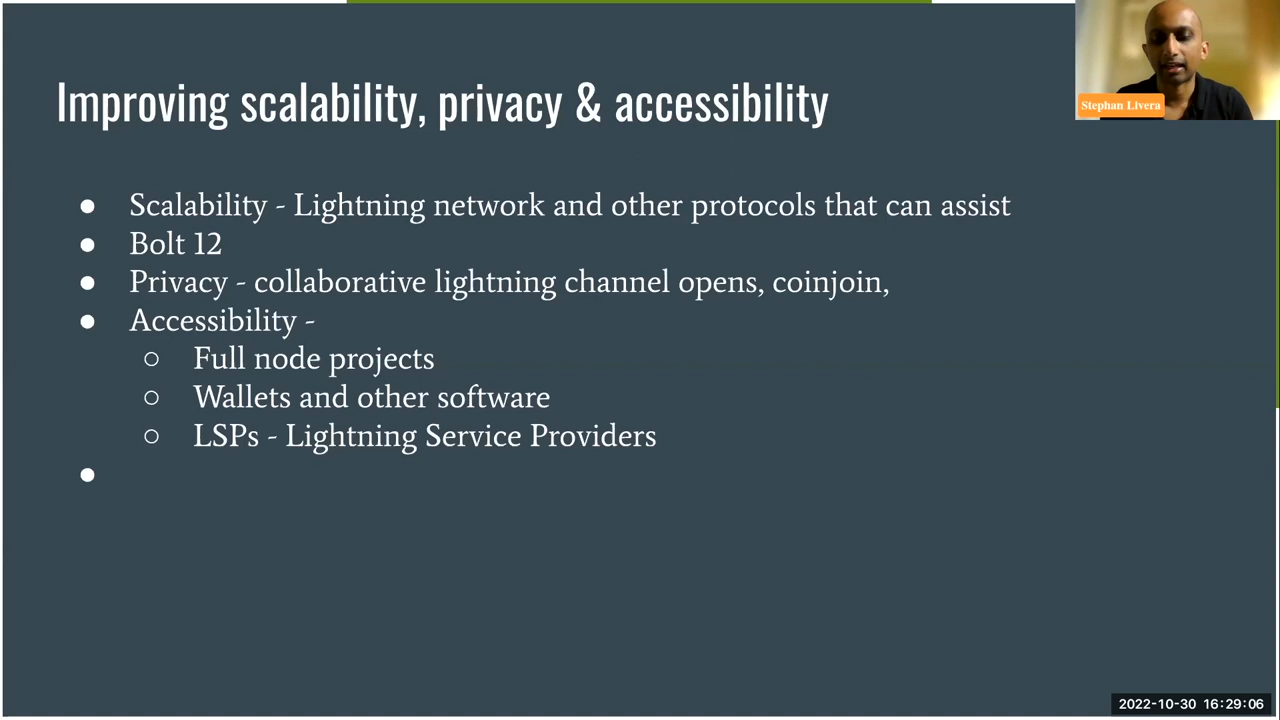 Improving scalability, privacy & accessibility
Stephan Livera
● Scalability - Lightning network and other protocols that can assist
● Bolt 12
● Privacy - collaborative lightning channel opens, coinjoin,
● Accessibility -
○ Full node projects
○ Wallets and other software
○ LSPs - Lightning Service Providers
●
2022-10-30 16:29:06